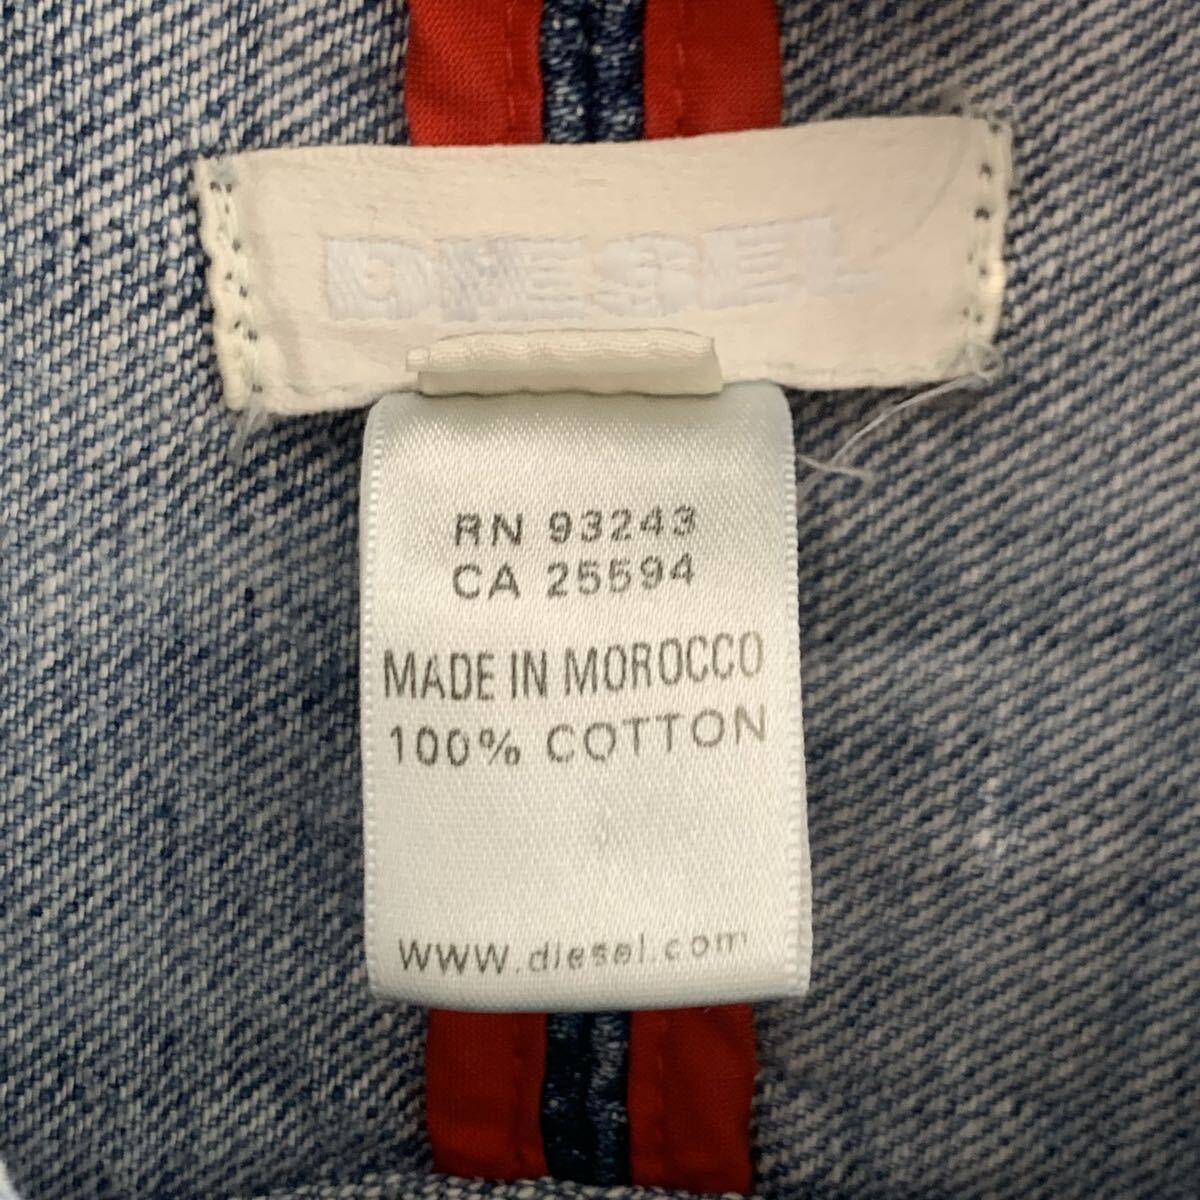 DIESEL
RN 93243
CA 25594
MADE IN MOROCCO
100% COTTON
www.diesel.com